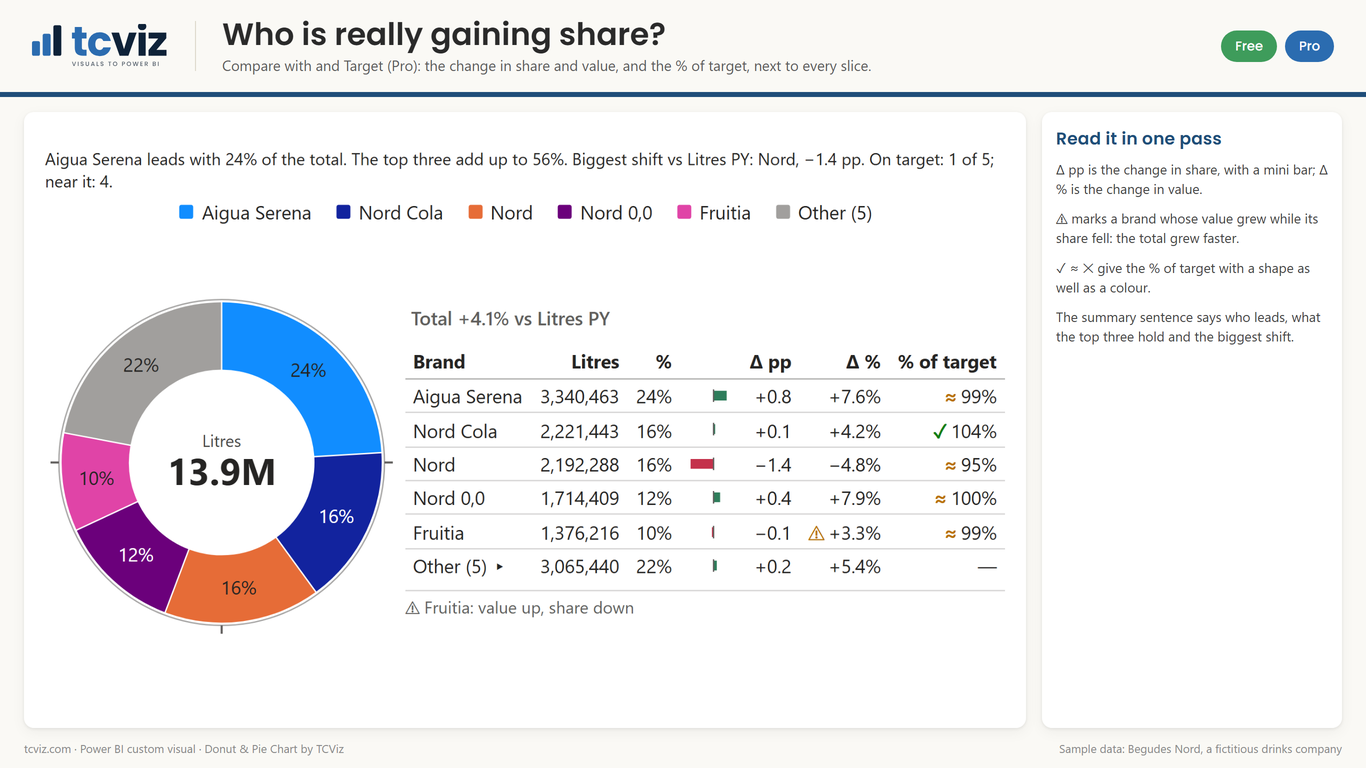 tcviz
VISUALS TO POWER BI
Who is really gaining share?
Compare with and Target (Pro): the change in share and value, and the % of target, next to every slice.
Free
Pro
Aigua Serena leads with 24% of the total. The top three add up to 56%. Biggest shift vs Litres PY: Nord, −1.4 pp. On target: 1 of 5;
near it: 4.
Aigua Serena
Nord Cola
Nord
Nord 0,0
Fruitia
Other (5)
24%
16%
16%
12%
10%
22%
Litres
13.9M
Total +4.1% vs Litres PY
Brand Litres % Δ pp Δ % % of target
Aigua Serena 3,340,463 24% +0.8 +7.6% ≈ 99%
Nord Cola 2,221,443 16% +0.1 +4.2% ✓ 104%
Nord 2,192,288 16% −1.4 −4.8% ≈ 95%
Nord 0,0 1,714,409 12% +0.4 +7.9% ≈ 100%
Fruitia 1,376,216 10% −0.1 ⚠ +3.3% ≈ 99%
Other (5) ▸ 3,065,440 22% +0.2 +5.4% —
⚠ Fruitia: value up, share down
Read it in one pass
Δ pp is the change in share, with a mini bar; Δ
% is the change in value.
⚠ marks a brand whose value grew while its
share fell: the total grew faster.
✓ ≈ ✕ give the % of target with a shape as
well as a colour.
The summary sentence says who leads, what
the top three hold and the biggest shift.
tcviz.com · Power BI custom visual · Donut & Pie Chart by TCViz
Sample data: Begudes Nord, a fictitious drinks company